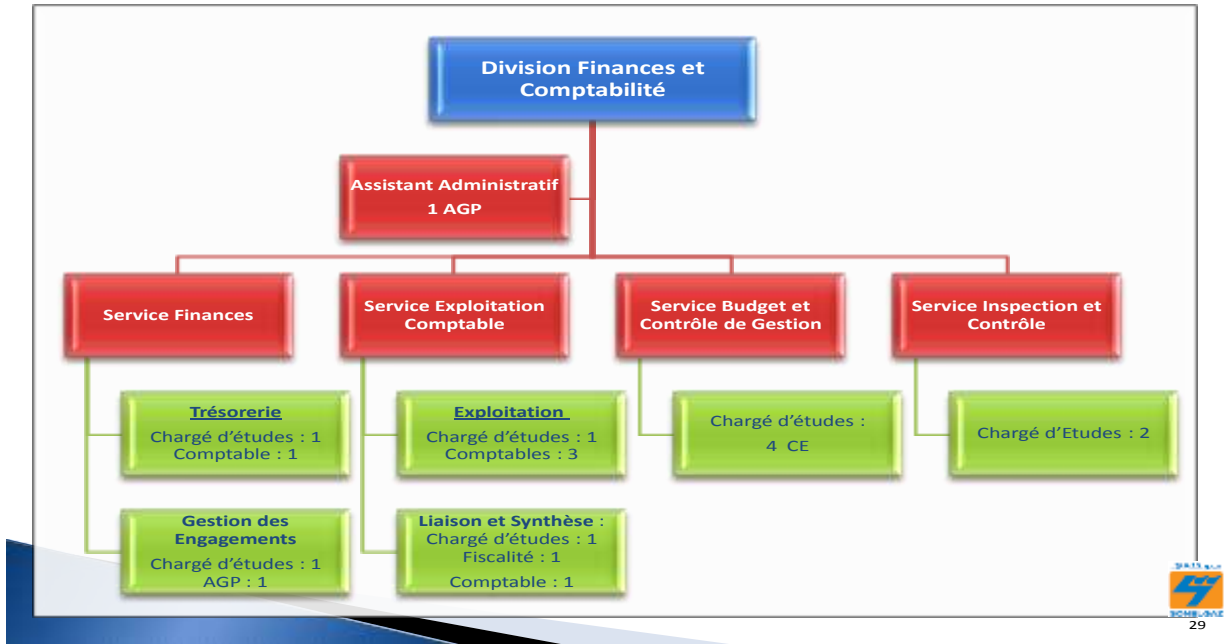 Division Finances et
Comptabilité
Assistant Administratif
1 AGP
Service Finances
Service Exploitation
Comptable
Service Budget et
Contrôle de Gestion
Service Inspection et
Contrôle
Trésorerie
Chargé d’études : 1
Comptable : 1
Exploitation
Chargé d’études : 1
Comptables : 3
Chargé d’études :
4 CE
Chargé d’Etudes : 2
Gestion des
Engagements
Chargé d’études : 1
AGP : 1
Liaison et Synthèse :
Chargé d’études : 1
Fiscalité : 1
Comptable : 1
29